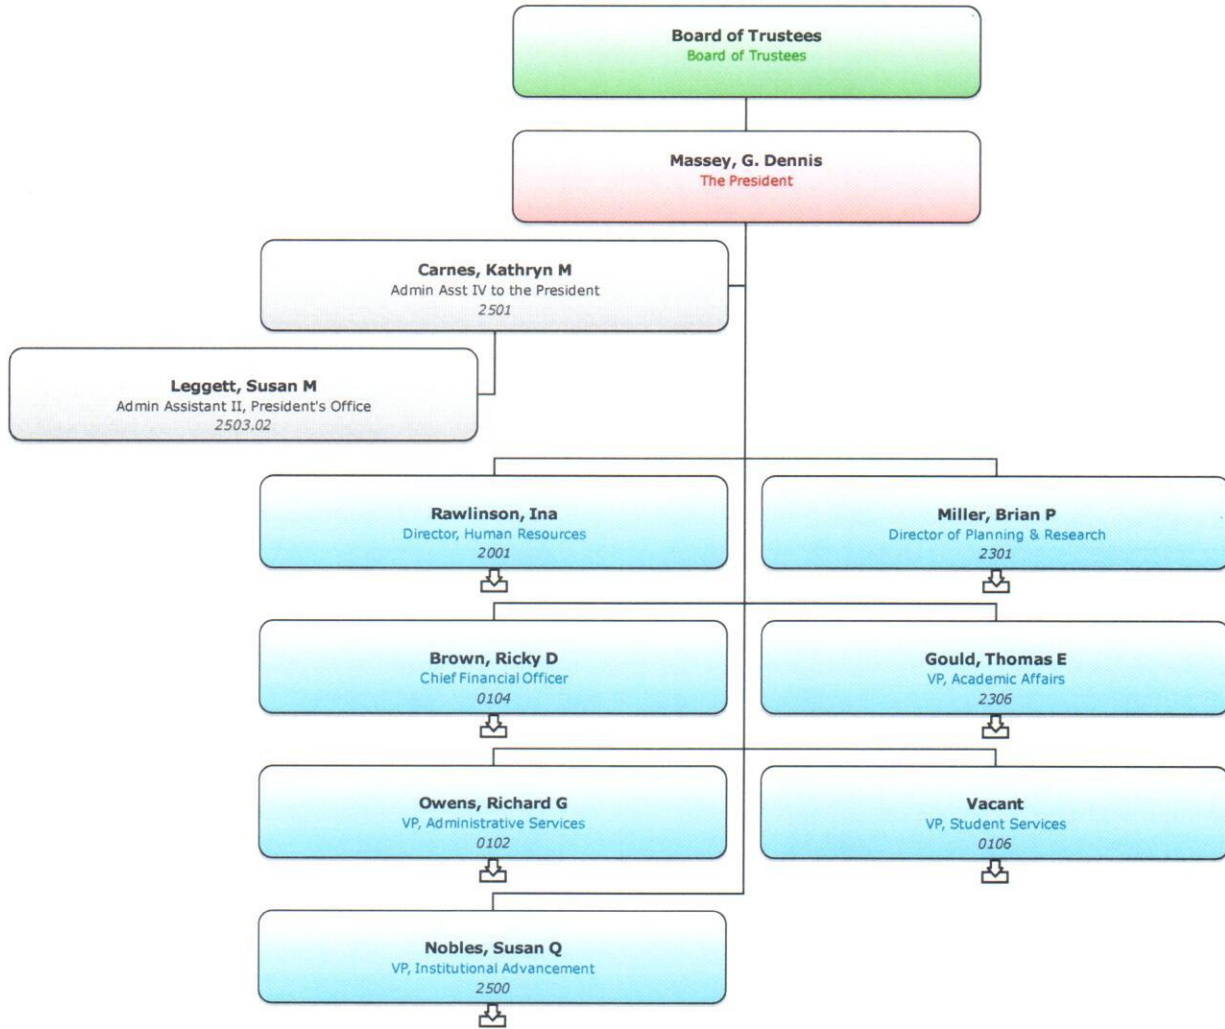 Board of Trustees
Board of Trustees
Massey, G. Dennis
The President
Carnes, Kathryn M
Admin Asst IV to the President
2501
Leggett, Susan M
Admin Assistant II, President's Office
2503.02
Rawlinson, Ina
Director, Human Resources
2001
Miller, Brian P
Director of Planning & Research
2301
Brown, Ricky D
Chief Financial Officer
0104
Gould, Thomas E
VP, Academic Affairs
2306
Owens, Richard G
VP, Administrative Services
0102
Vacant
VP, Student Services
0106
Nobles, Susan Q
VP, Institutional Advancement
2500